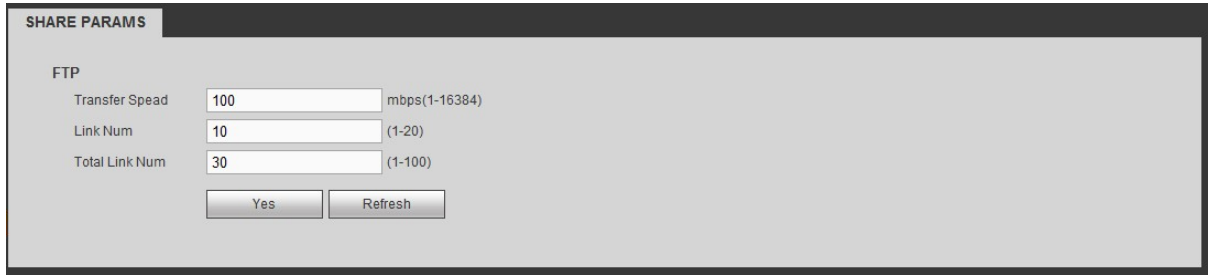 SHARE PARAMS
FTP
Transfer Spead 100 mbps(1-16384)
Link Num 10 (1-20)
Total Link Num 30 (1-100)
Yes Refresh